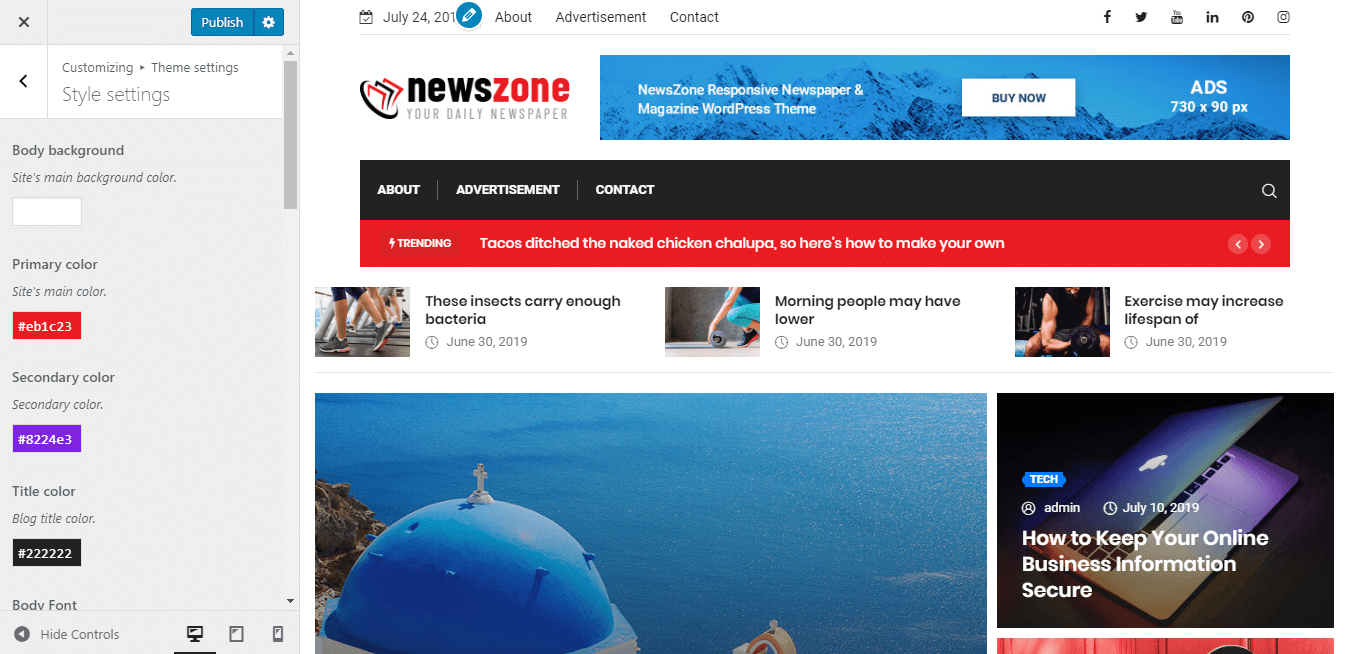 Publish
Customizing ▸ Theme settings
Style settings
Body background
Site's main background color.
Primary color
Site's main color.
#eb1c23
Secondary color
Secondary color.
#8224e3
Title color
Blog title color.
#222222
Body Font
Hide Controls
July 24, 201
About
Advertisement
Contact
You
Tube
newszone
YOUR DAILY NEWSPAPER
NewsZone Responsive Newspaper &
Magazine WordPress Theme
BUY NOW
ADS
730 x 90 px
ABOUT
ADVERTISEMENT
CONTACT
TRENDING
Tacos ditched the naked chicken chalupa, so here's how to make your own
These insects carry enough
bacteria
June 30, 2019
Morning people may have
lower
June 30, 2019
Exercise may increase
lifespan of
June 30, 2019
TECH
admin
July 10, 2019
How to Keep Your Online
Business Information
Secure